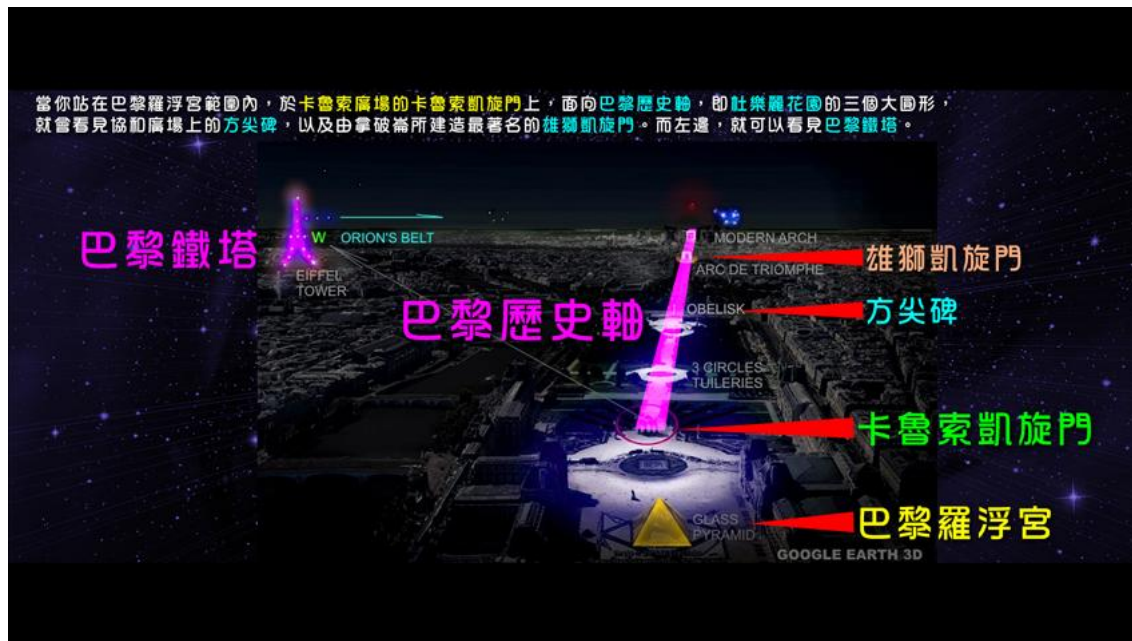 當你站在巴黎羅浮宮範圍內，於卡魯索廣場的卡魯索凱旋門上，面向巴黎歷史軸，即杜樂麗花園的三個大圓形，
就會看見協和廣場上的方尖碑，以及由拿破崙所建造最著名的雄獅凱旋門。而左邊，就可以看見巴黎鐵塔。
巴黎鐵塔
W ORION'S BELT
EIFFEL
TOWER
MODERN ARCH
ARC DE TRIOMPHE
雄獅凱旋門
巴黎歷史軸
OBELISK
方尖碑
3 CIRCLES
TUILERIES
卡魯索凱旋門
GLASS
PYRAMID
巴黎羅浮宮
GOOGLE EARTH 3D